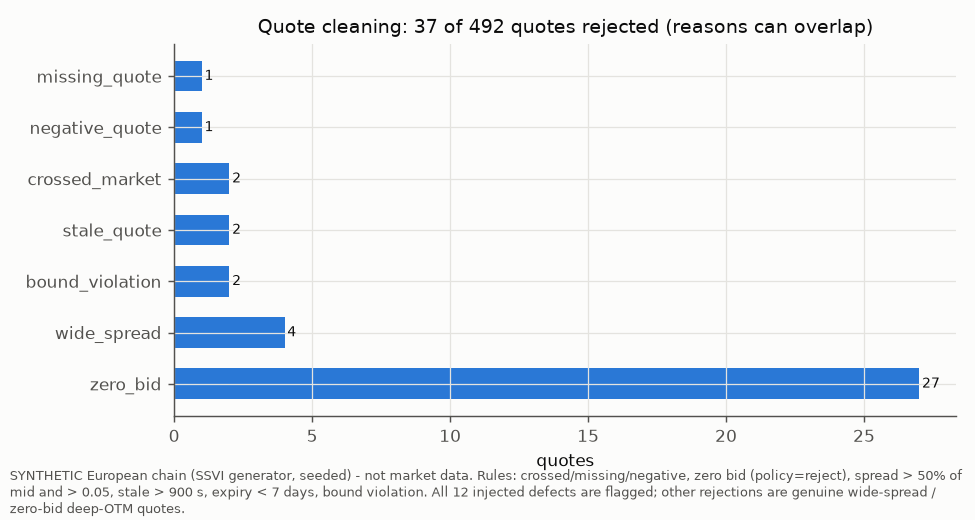 Quote cleaning: 37 of 492 quotes rejected (reasons can overlap)
missing_quote 1
negative_quote 1
crossed_market 2
stale_quote 2
bound_violation 2
wide_spread 4
zero_bid 27
0 5 10 15 20 25
quotes
SYNTHETIC European chain (SSVI generator, seeded) - not market data. Rules: crossed/missing/negative, zero bid (policy=reject), spread > 50% of
mid and > 0.05, stale > 900 s, expiry < 7 days, bound violation. All 12 injected defects are flagged; other rejections are genuine wide-spread /
zero-bid deep-OTM quotes.